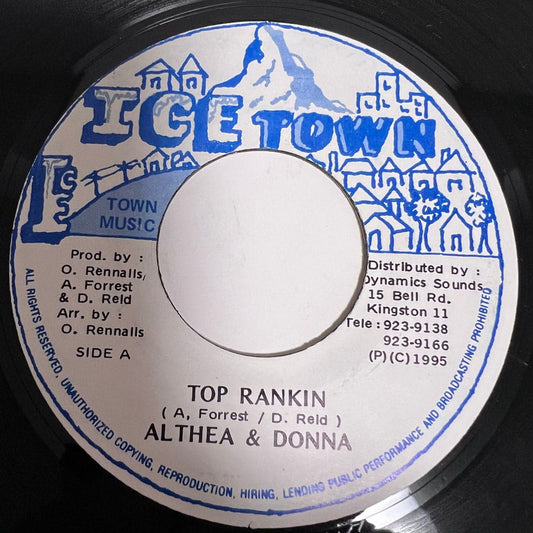 ICE TOWN
ICE
TOWN
MUSIC
Prod. by :
O. Rennalls/
A. Forrest
& D. Reid
Arr. by :
O. Rennalls
SIDE A
Distributed by :
Dynamics Sounds
15 Bell Rd.
Kingston 11
Tele : 923-9138
923-9166
(P)(C) 1995
TOP RANKIN
( A, Forrest / D. Reid )
ALTHEA & DONNA
ALL RIGHTS RESERVED, UNAUTHORIZED COPYING, REPRODUCTION, HIRING, LENDING PUBLIC PERFORMANCE AND BROADCASTING PROHIBITED